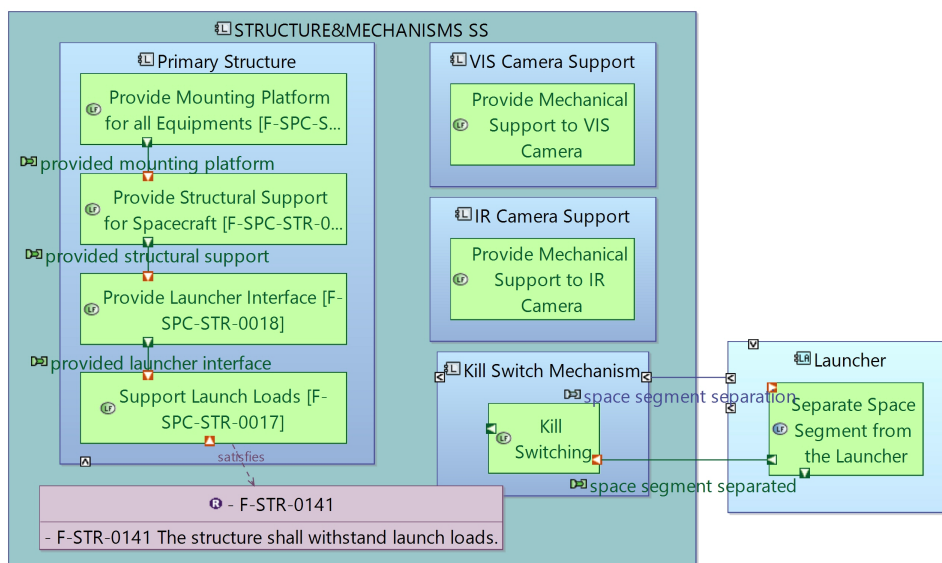 STRUCTURE&MECHANISMS SS
Primary Structure
Provide Mounting Platform
for all Equipments [F-SPC-S...
provided mounting platform
Provide Structural Support
for Spacecraft [F-SPC-STR-0...
provided structural support
Provide Launcher Interface [F-
SPC-STR-0018]
provided launcher interface
Support Launch Loads [F-
SPC-STR-0017]
satisfies
- F-STR-0141
- F-STR-0141 The structure shall withstand launch loads.
VIS Camera Support
Provide Mechanical
Support to VIS
Camera
IR Camera Support
Provide Mechanical
Support to IR
Camera
Kill Switch Mechanism
space segment separation
Kill
Switching
space segment separated
Launcher
Separate Space
Segment from
the Launcher